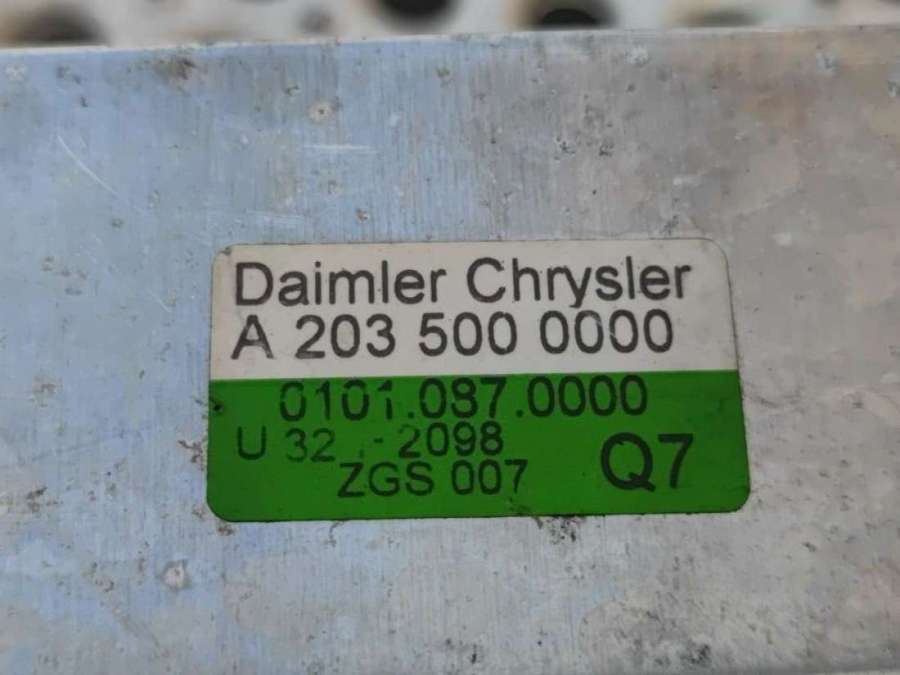 Daimler Chrysler
A 203 500 0000
0101.087.0000
U 32 - 2098
ZGS 007 Q7